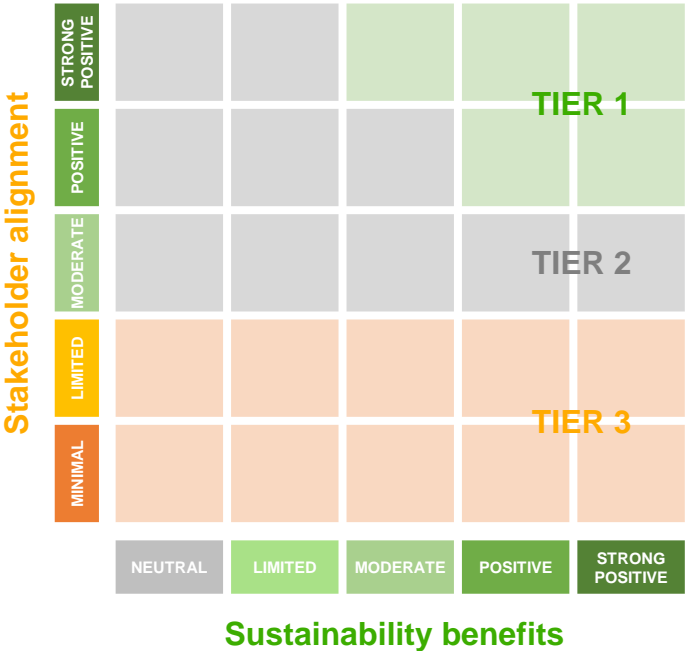 Stakeholder alignment
STRONG
POSITIVE
TIER 1
POSITIVE
MODERATE
TIER 2
LIMITED
TIER 3
MINIMAL
NEUTRAL
LIMITED
MODERATE
POSITIVE
STRONG
POSITIVE
Sustainability benefits